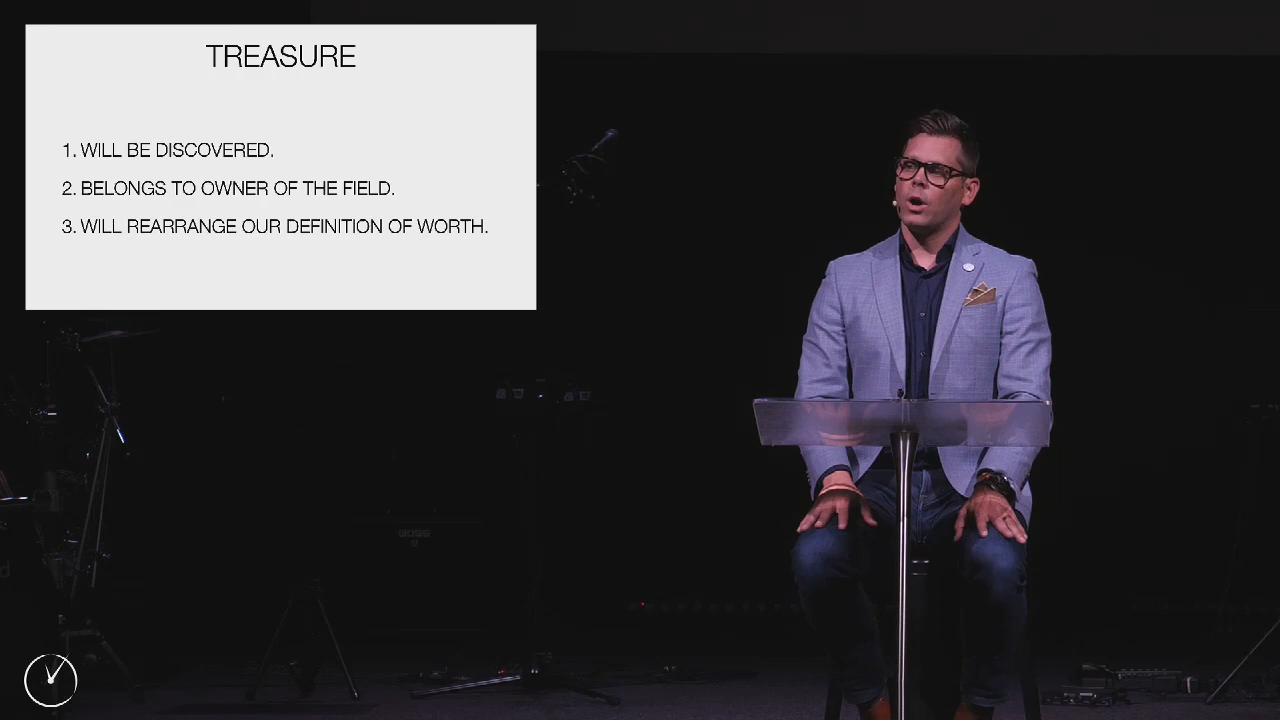 TREASURE
1. WILL BE DISCOVERED.
2. BELONGS TO OWNER OF THE FIELD.
3. WILL REARRANGE OUR DEFINITION OF WORTH.